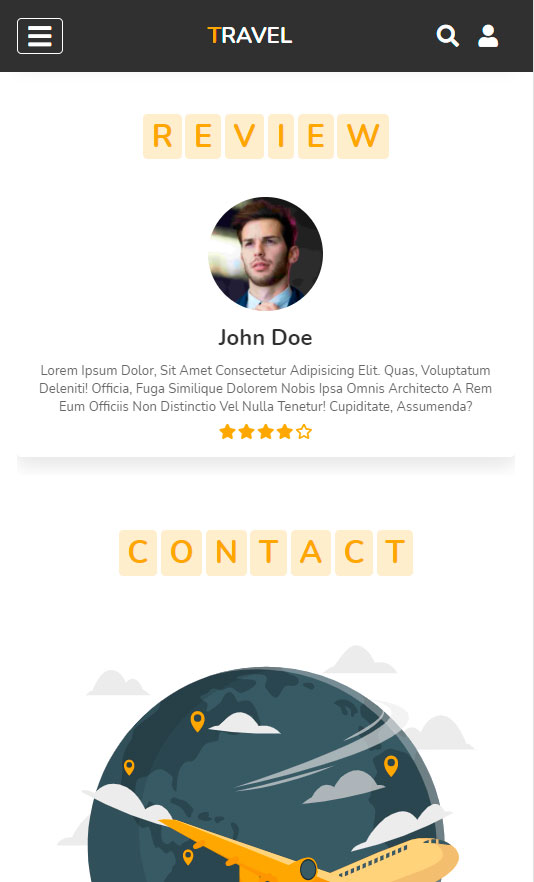 TRAVEL
REVIEW
John Doe
Lorem Ipsum Dolor, Sit Amet Consectetur Adipisicing Elit. Quas, Voluptatum
Deleniti! Officia, Fuga Similique Dolorem Nobis Ipsa Omnis Architecto A Rem
Eum Officiis Non Distinctio Vel Nulla Tenetur! Cupiditate, Assumenda?
CONTACT